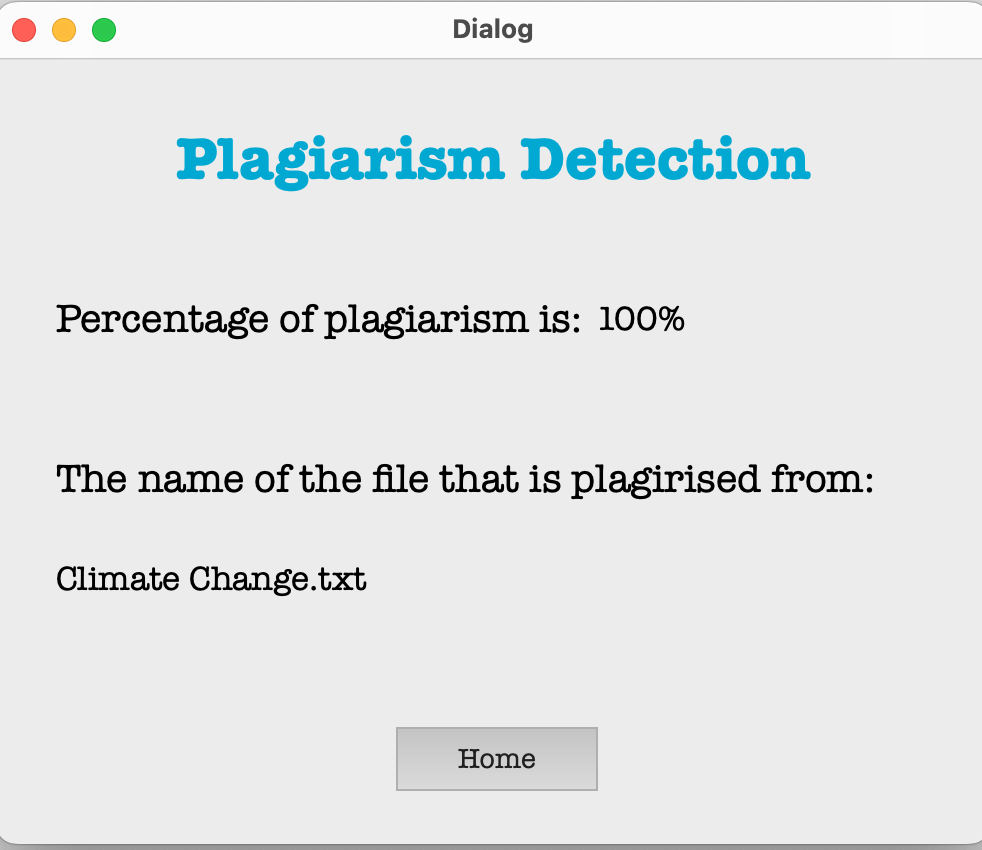 Dialog
Plagiarism Detection
Percentage of plagiarism is: 100%
The name of the file that is plagirised from:
Climate Change.txt
Home